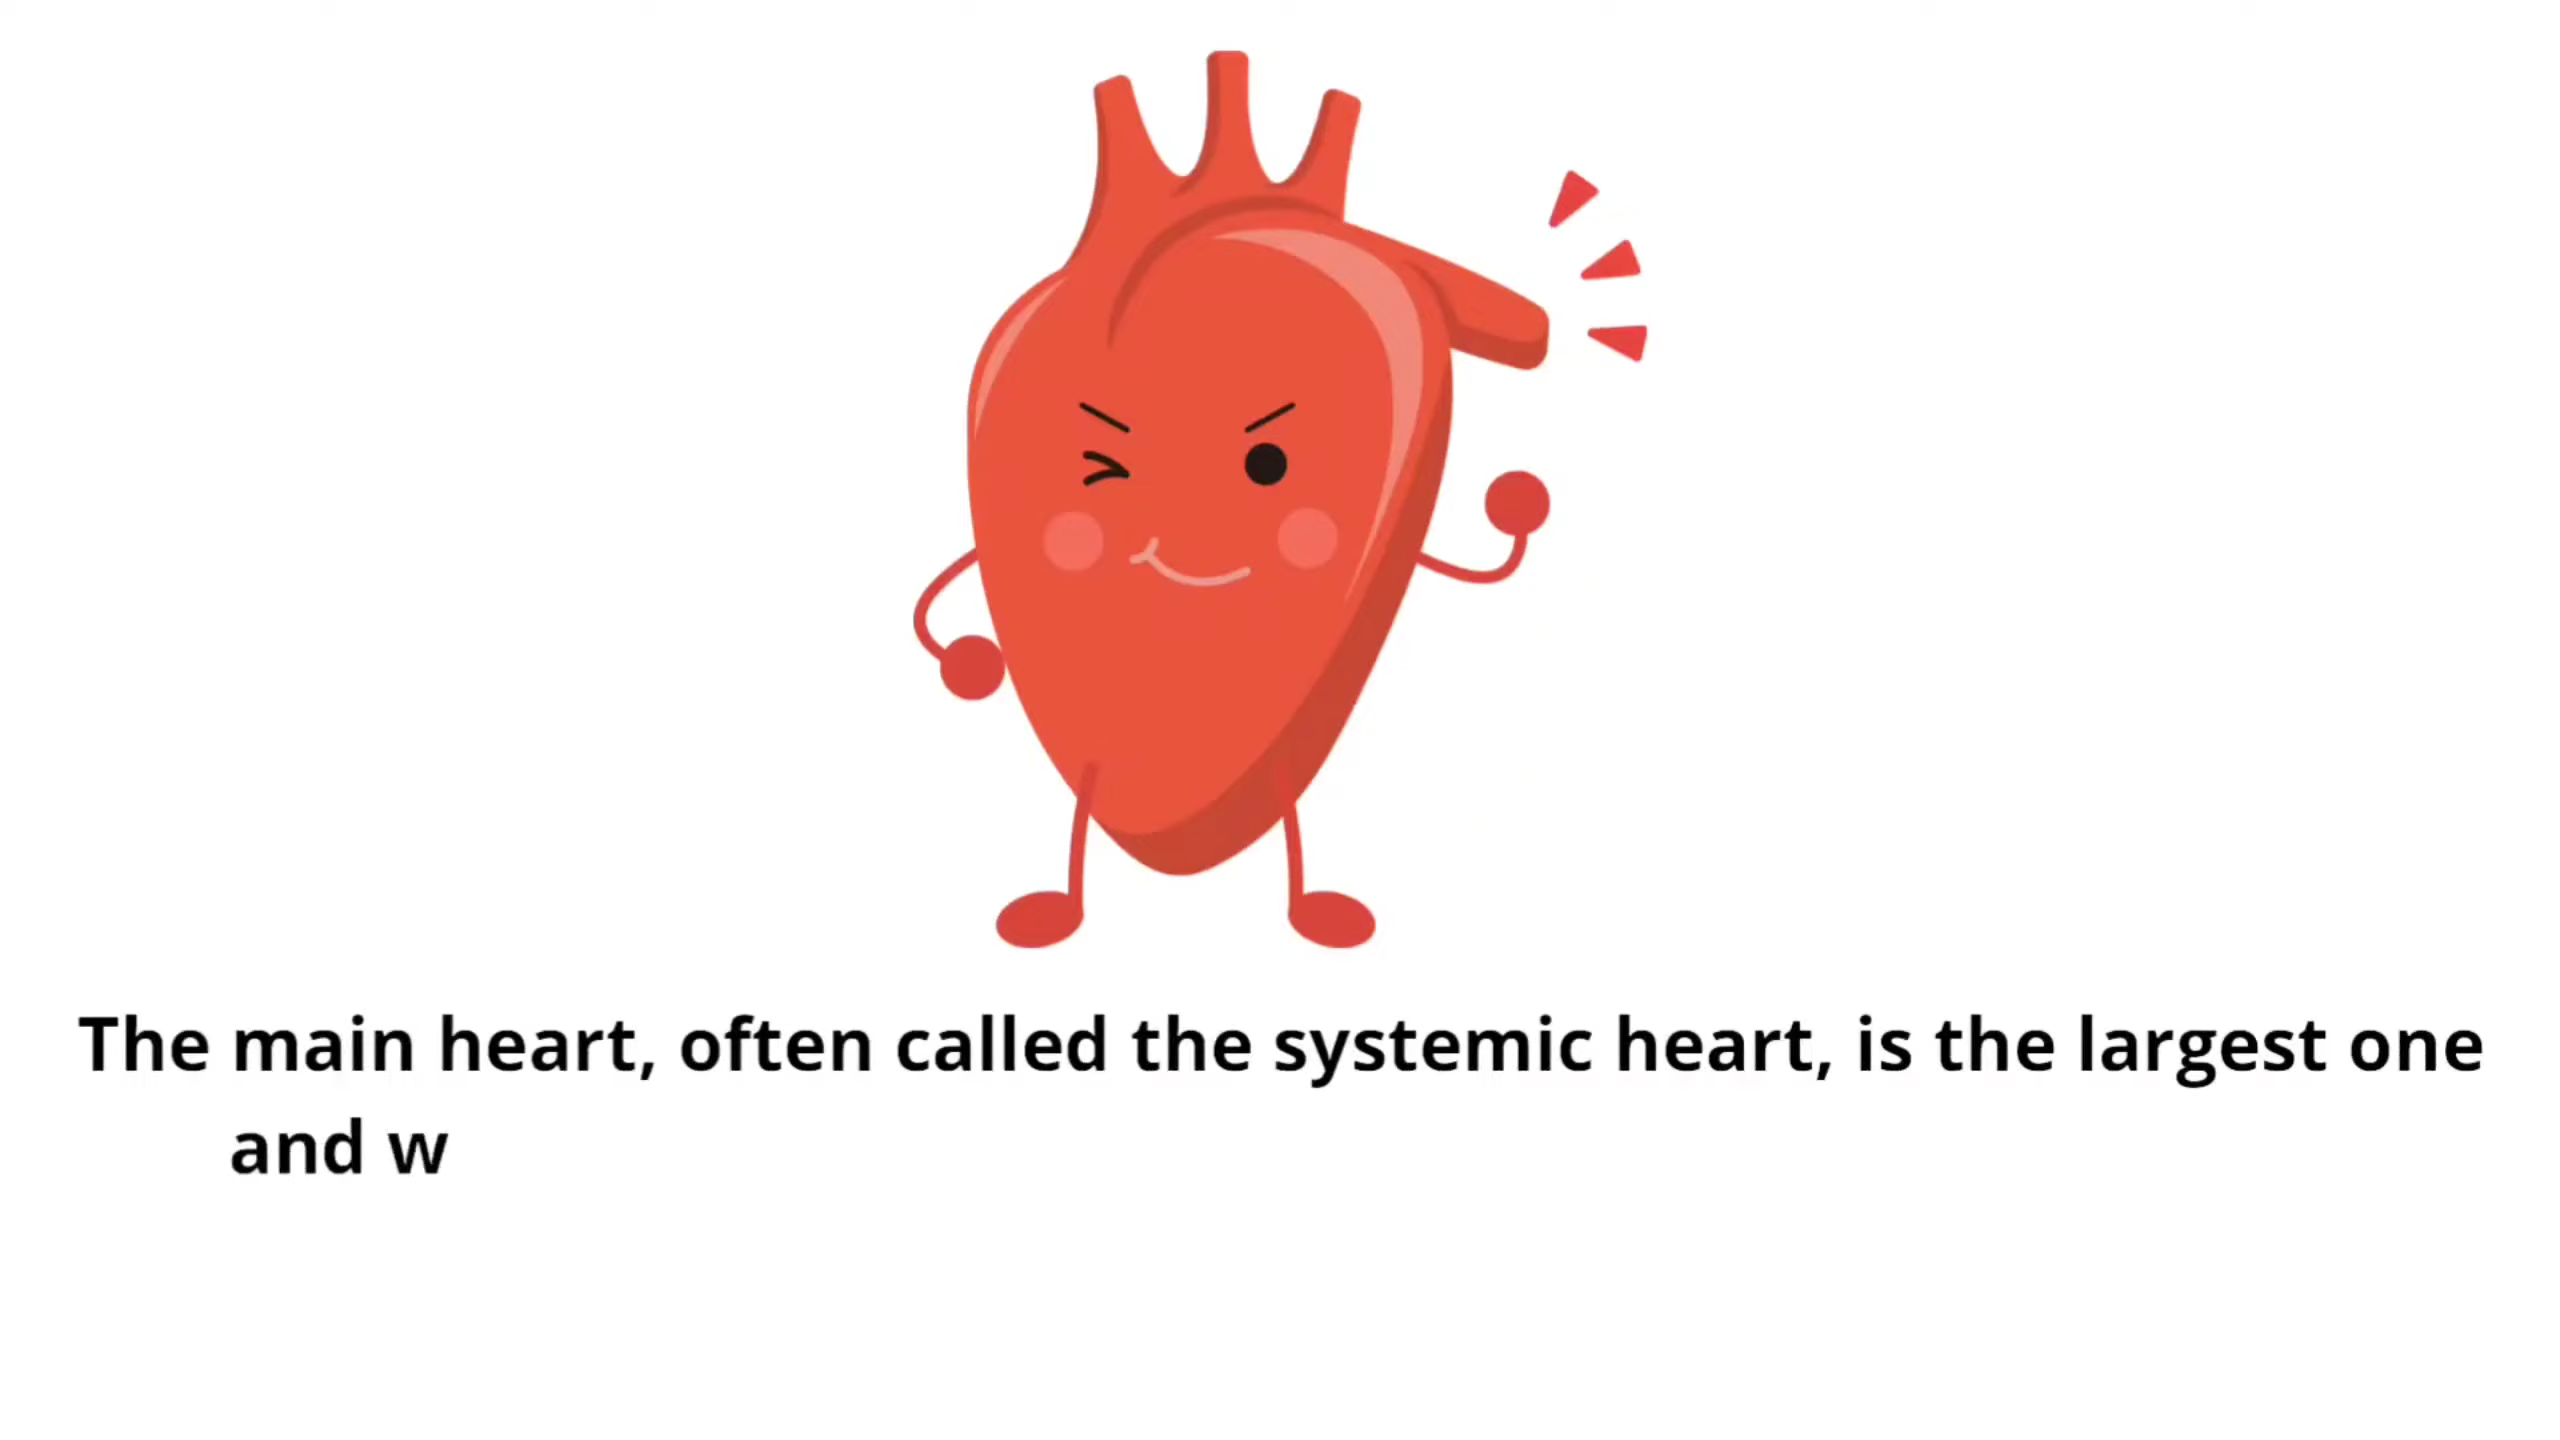 The main heart, often called the systemic heart, is the largest one
and w